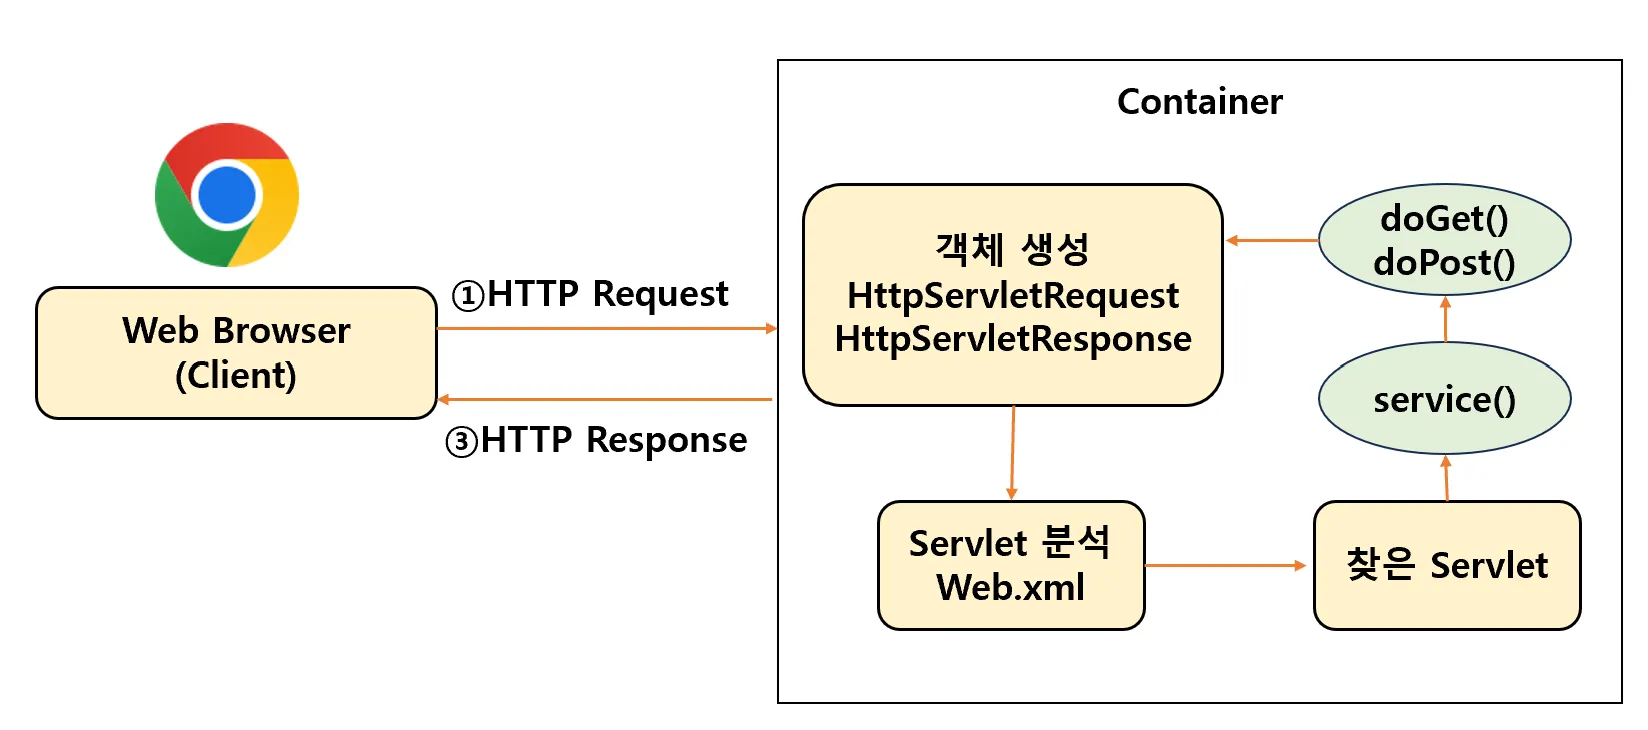 Container
객체 생성
HttpServletRequest
HttpServletResponse
doGet()
doPost()
①HTTP Request
Web Browser
(Client)
service()
③HTTP Response
Servlet 분석
Web.xml
찾은 Servlet